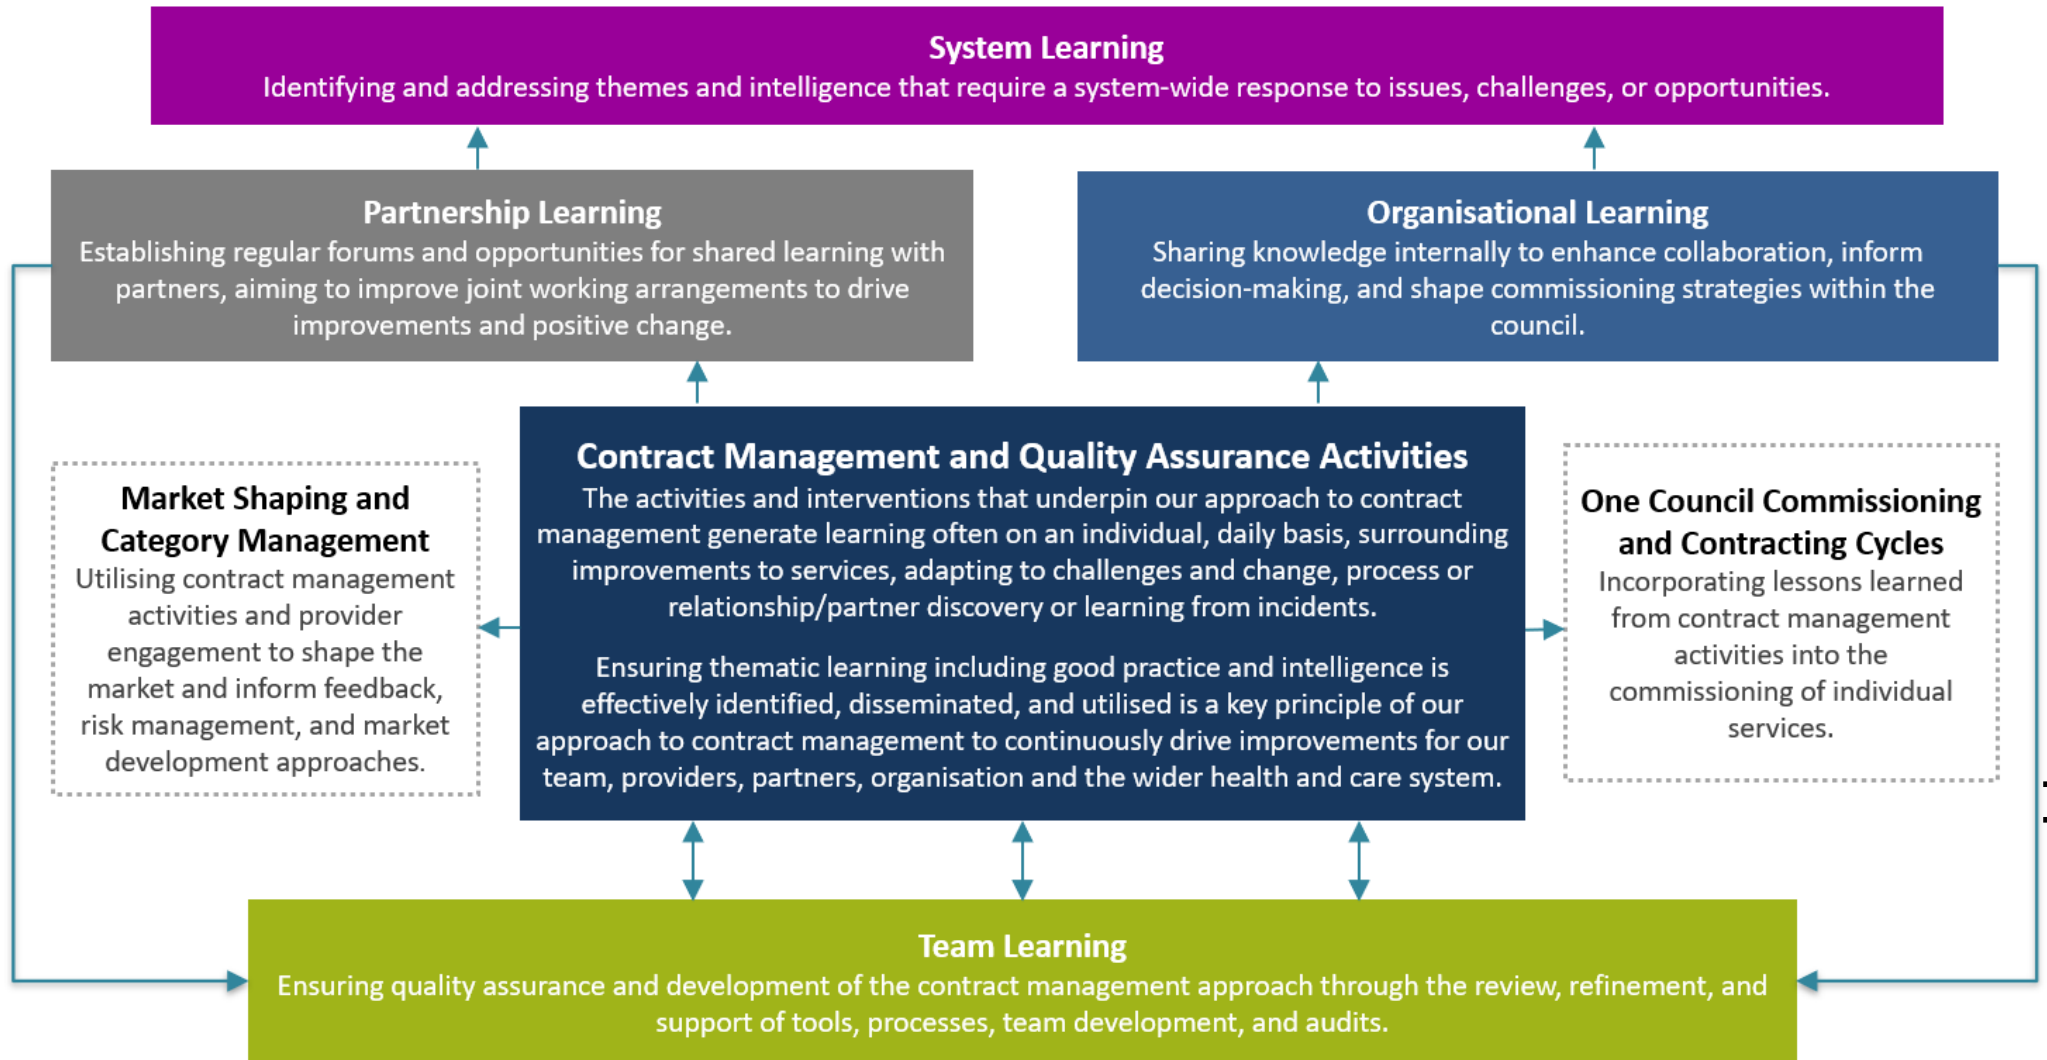 System Learning
Identifying and addressing themes and intelligence that require a system-wide response to issues, challenges, or opportunities.
Partnership Learning
Establishing regular forums and opportunities for shared learning with
partners, aiming to improve joint working arrangements to drive
improvements and positive change.
Organisational Learning
Sharing knowledge internally to enhance collaboration, inform
decision-making, and shape commissioning strategies within the
council.
Market Shaping and
Category Management
Utilising contract management
activities and provider
engagement to shape the
market and inform feedback,
risk management, and market
development approaches.
Contract Management and Quality Assurance Activities
The activities and interventions that underpin our approach to contract
management generate learning often on an individual, daily basis, surrounding
improvements to services, adapting to challenges and change, process or
relationship/partner discovery or learning from incidents.
Ensuring thematic learning including good practice and intelligence is
effectively identified, disseminated, and utilised is a key principle of our
approach to contract management to continuously drive improvements for our
team, providers, partners, organisation and the wider health and care system.
One Council Commissioning
and Contracting Cycles
Incorporating lessons learned
from contract management
activities into the
commissioning of individual
services.
Team Learning
Ensuring quality assurance and development of the contract management approach through the review, refinement, and
support of tools, processes, team development, and audits.